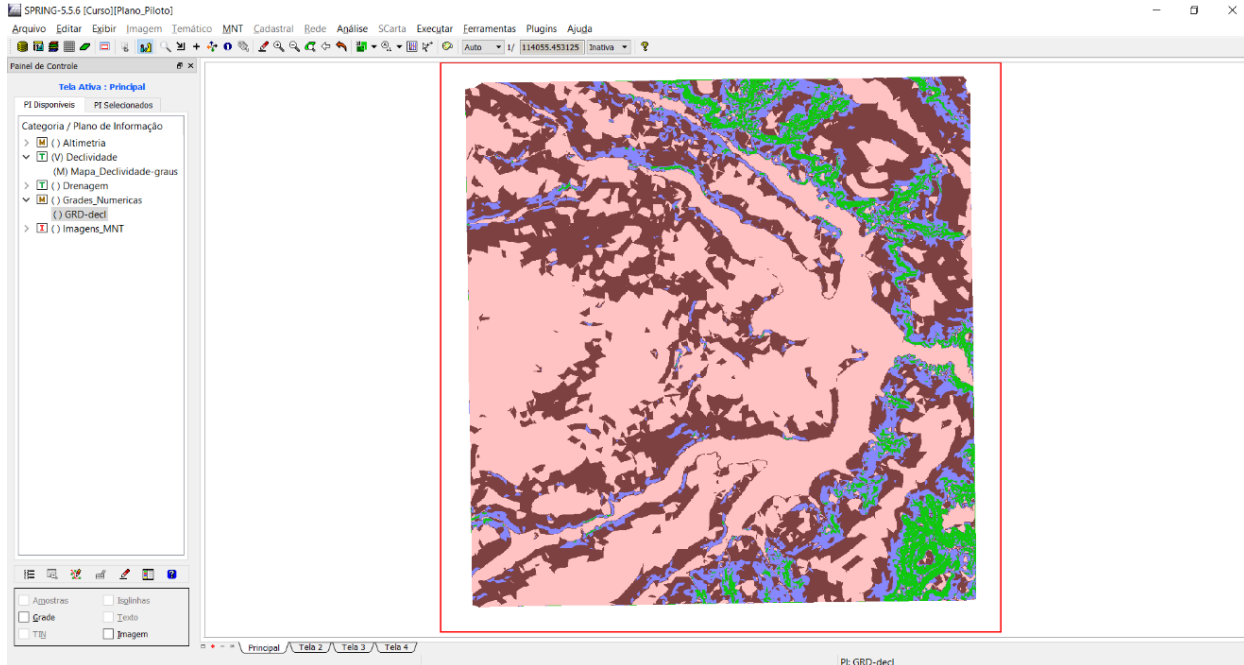 SPRING-5.5.6 [Curso][Plano_Piloto]
Arquivo Editar Exibir Imagem Temático MNT Cadastral Rede Análise SCarta Executar Ferramentas Plugins Ajuda
Auto 1/ 114055.453125 Inativa
Painel de Controle
Tela Ativa : Principal
PI Disponíveis PI Selecionados
Categoria / Plano de Informação
M ( ) Altimetria
T (V) Declividade
(M) Mapa_Declividade-graus
T ( ) Drenagem
M ( ) Grades_Numericas
( ) GRD-decl
I ( ) Imagens_MNT
Amostras Isolinhas
Grade Texto
TIN Imagem
Principal Tela 2 Tela 3 Tela 4
PI: GRD-decl